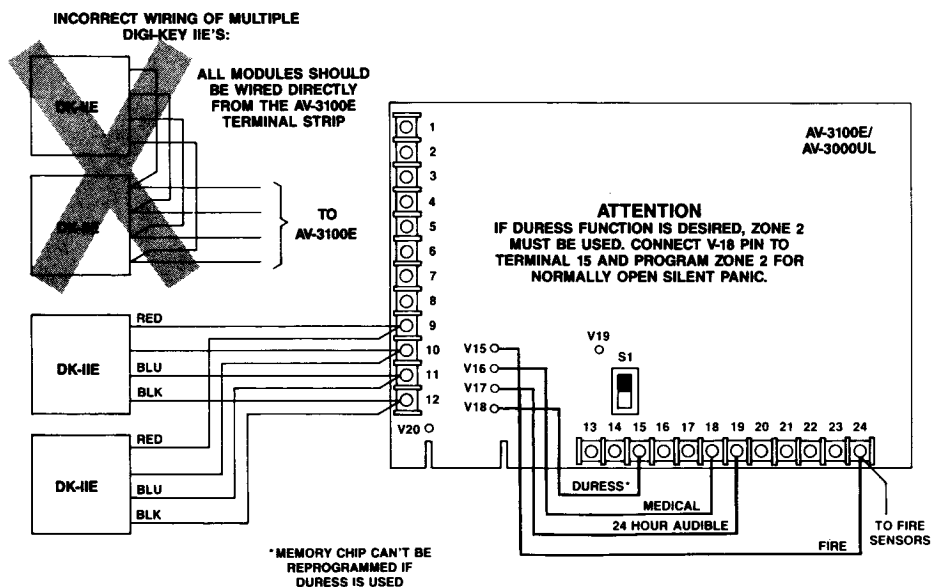 INCORRECT WIRING OF MULTIPLE
DIGI-KEY IIE'S:
DK-IIE
ALL MODULES SHOULD
BE WIRED DIRECTLY
FROM THE AV-3100E
TERMINAL STRIP
DK-IIE
TO
AV-3100E
1
2
3
4
5
6
7
8
9
10
11
12
AV-3100E/
AV-3000UL
ATTENTION
IF DURESS FUNCTION IS DESIRED, ZONE 2
MUST BE USED. CONNECT V-18 PIN TO
TERMINAL 15 AND PROGRAM ZONE 2 FOR
NORMALLY OPEN SILENT PANIC.
RED
DK-IIE
BLU
BLK
V15
V16
V17
V18
V19
S1
V20
13 14 15 16 17 18 19 20 21 22 23 24
RED
DK-IIE
BLU
BLK
DURESS*
MEDICAL
24 HOUR AUDIBLE
FIRE
TO FIRE
SENSORS
*MEMORY CHIP CAN'T BE
REPROGRAMMED IF
DURESS IS USED